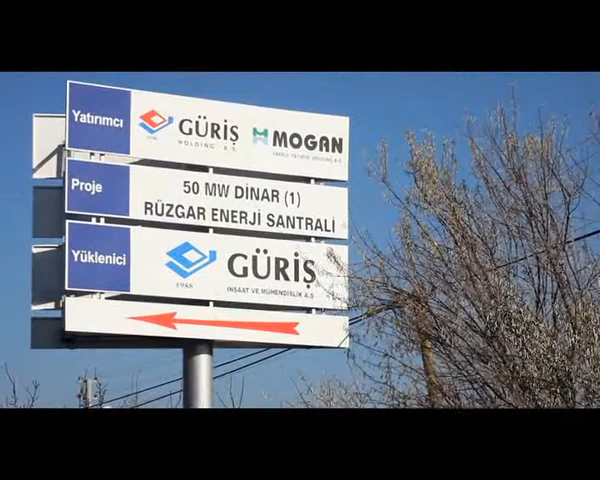 Yatırımcı
GÜRİŞ
HOLDING A.Ş.
MOGAN
Proje
50 MW DİNAR (1)
RÜZGAR ENERJİ SANTRALİ
Yüklenici
GÜRİŞ
İNŞAAT VE MÜHENDİSLİK A.Ş.
1958